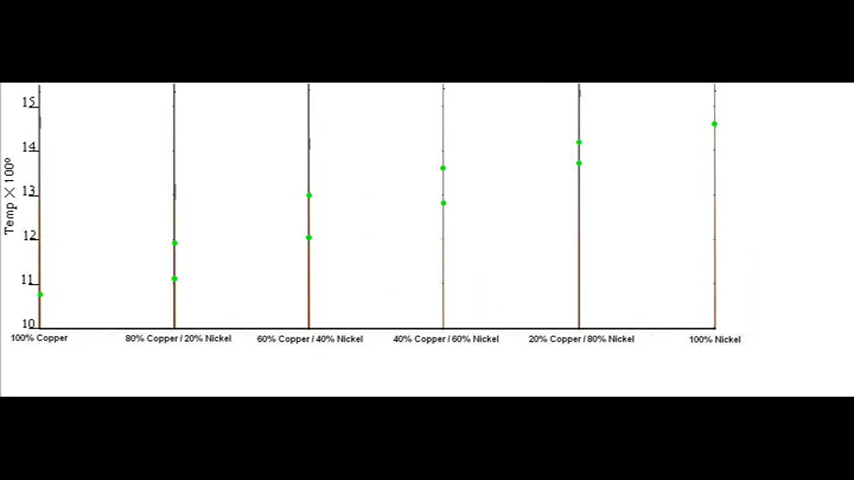 Temp X 100º
15
14
13
12
11
10
100% Copper
80% Copper / 20% Nickel
60% Copper / 40% Nickel
40% Copper / 60% Nickel
20% Copper / 80% Nickel
100% Nickel